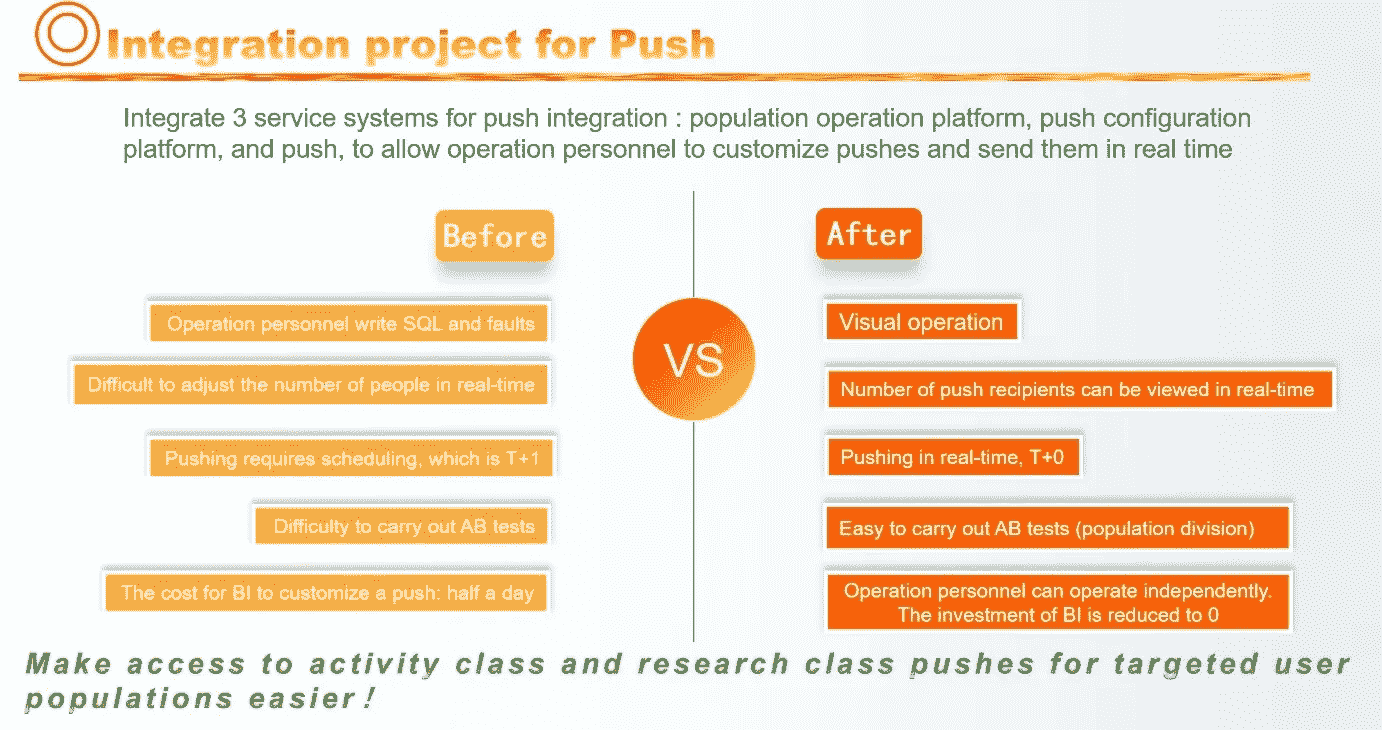 Integration project for Push
Integrate 3 service systems for push integration : population operation platform, push configuration
platform, and push, to allow operation personnel to customize pushes and send them in real time
Before
After
VS
Operation personnel write SQL and faults
Visual operation
Difficult to adjust the number of people in real-time
Number of push recipients can be viewed in real-time
Pushing requires scheduling, which is T+1
Pushing in real-time, T+0
Difficulty to carry out AB tests
Easy to carry out AB tests (population division)
The cost for BI to customize a push: half a day
Operation personnel can operate independently.
The investment of BI is reduced to 0
Make access to activity class and research class pushes for targeted user
populations easier!